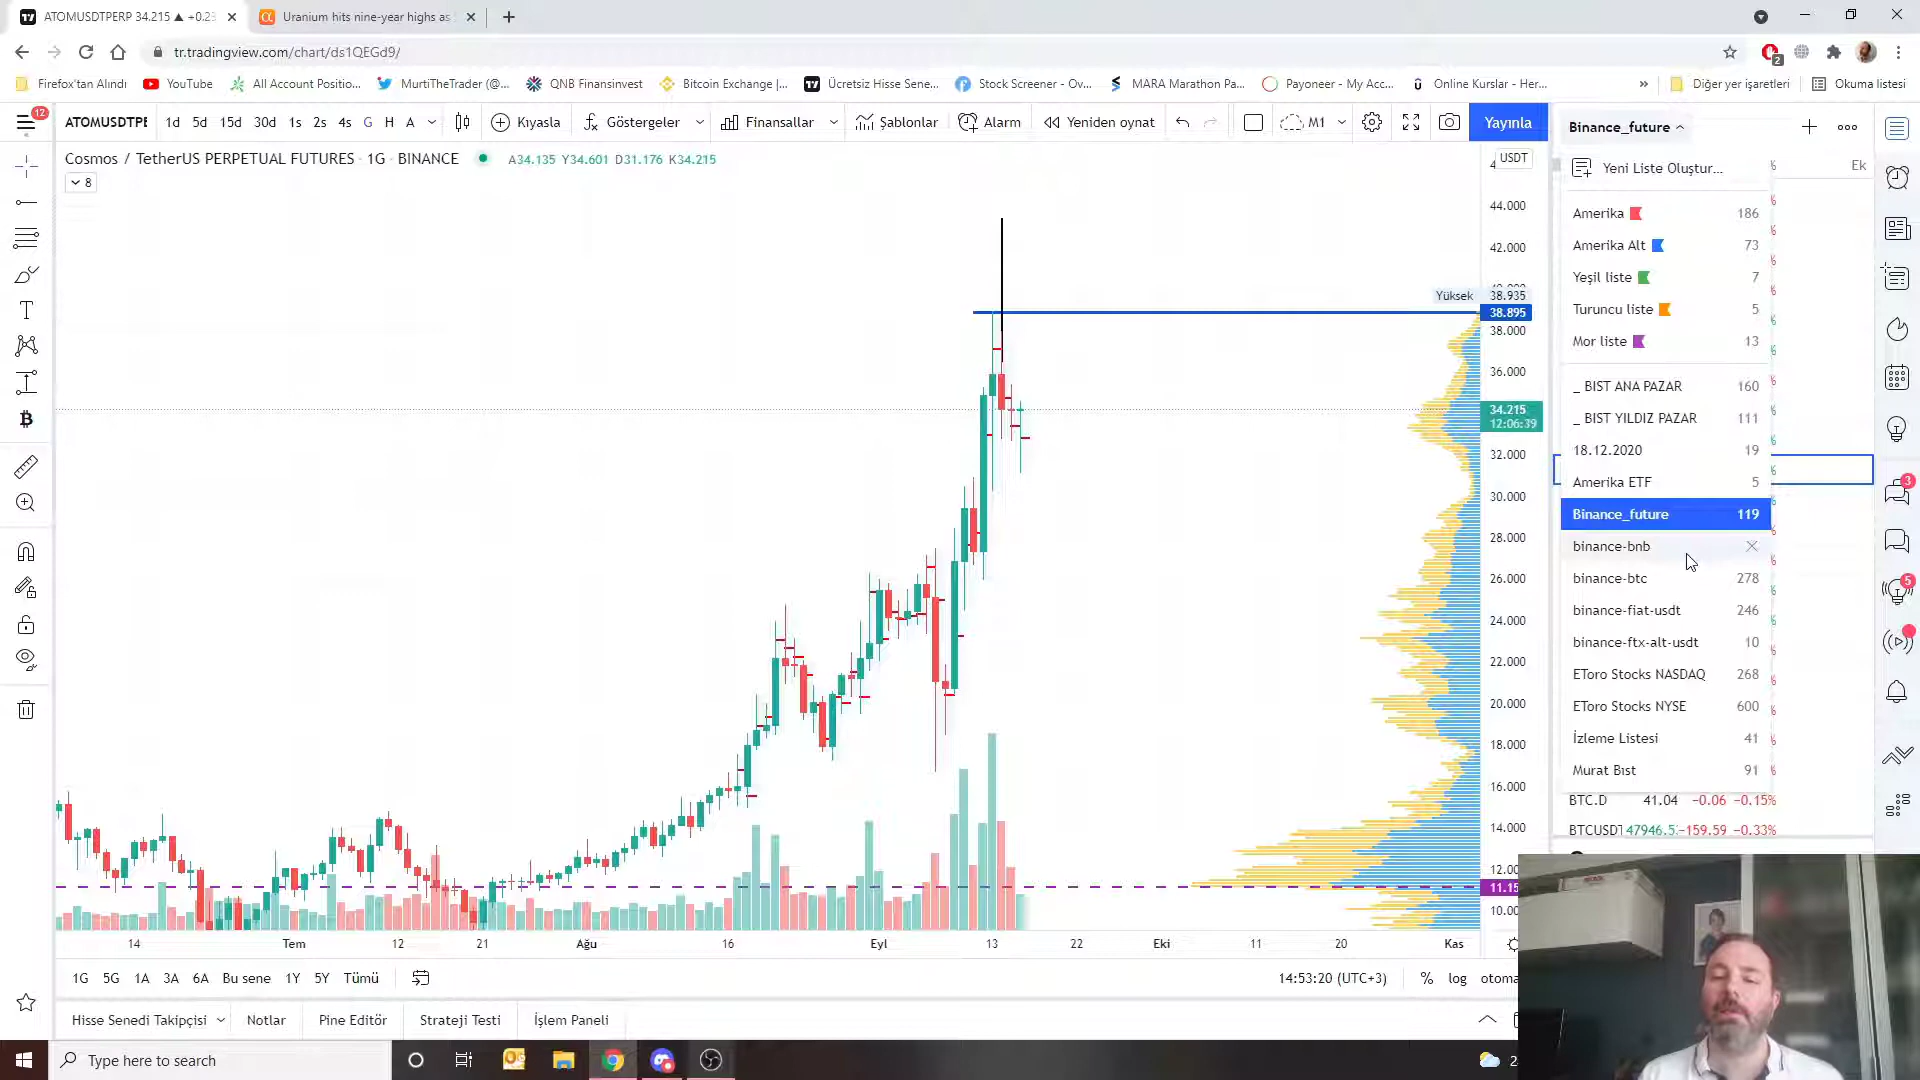 ATOMUSDTPERP 34.215 ▲ +0.23
Uranium hits nine-year highs as
tr.tradingview.com/chart/ds1QEGd9/
2
Firefox'tan Alındı
YouTube
All Account Positio...
MurtiTheTrader (@...
QNB Finansinvest
Bitcoin Exchange |...
Ücretsiz Hisse Sene...
Stock Screener - Ov...
MARA Marathon Pa...
Payoneer - My Acc...
Online Kurslar - Her...
»
Diğer yer işaretleri
Okuma listesi
12
ATOMUSDTPE
1d 5d 15d 30d 1s 2s 4s G H A
Kıyasla
Göstergeler
Finansallar
Şablonlar
Alarm
Yeniden oynat
M1
Yayınla
Binance_future
Cosmos / TetherUS PERPETUAL FUTURES · 1G · BINANCE
A34.135 Y34.601 D31.176 K34.215
8
USDT
Ek
Yeni Liste Oluştur...
Amerika 186
Amerika Alt 73
Yeşil liste 7
Turuncu liste 5
Mor liste 13
_ BIST ANA PAZAR 160
_ BIST YILDIZ PAZAR 111
18.12.2020 19
Amerika ETF 5
Binance_future 119
binance-bnb
binance-btc 278
binance-fiat-usdt 246
binance-ftx-alt-usdt 10
EToro Stocks NASDAQ 268
EToro Stocks NYSE 600
İzleme Listesi 41
Murat Bıst 91
BTC.D 41.04 −0.06 −0.15%
BTCUSDT 47946.5 −159.59 −0.33%
44.000
42.000
Yüksek 38.935
38.895
38.000
36.000
34.215
12:06:39
32.000
30.000
28.000
26.000
24.000
22.000
20.000
18.000
16.000
14.000
12.00
11.15
10.00
14 Tem 12 21 Ağu 16 Eyl 13 22 Eki 11 20 Kas
1G 5G 1A 3A 6A Bu sene 1Y 5Y Tümü
14:53:20 (UTC+3)
% log otoma
3
5
Hisse Senedi Takipçisi
Notlar
Pine Editör
Strateji Testi
İşlem Paneli
Type here to search